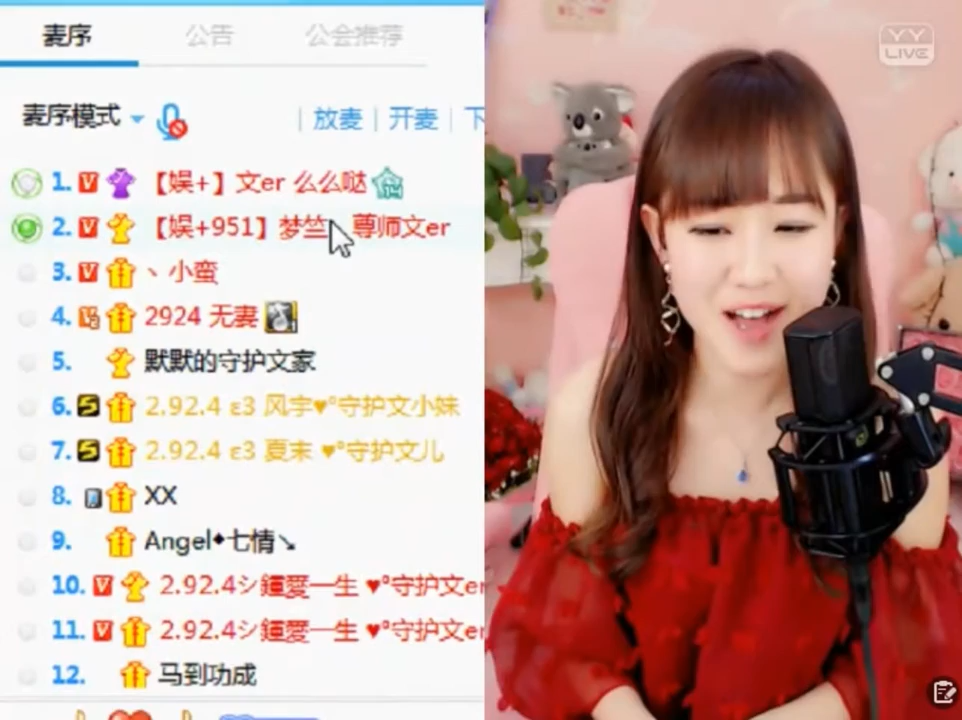 麦序 公告 公会推荐
YY LIVE
麦序模式 | 放麦 | 开麦 | 下
1. V 【娱+】文er 么么哒
2. V 【娱+951】梦竺 尊师文er
3. V 丶小蛮
4. 2924 无妻
5. 默默的守护文家
6. S 2.92.4 ε3 风宇♥°守护文小妹
7. S 2.92.4 ε3 夏末 ♥°守护文儿
8. XX
9. Angel◆七情↘
10. V 2.92.4シ鍾愛一生 ♥°守护文er
11. V 2.92.4シ鍾愛一生 ♥°守护文er
12. 马到功成